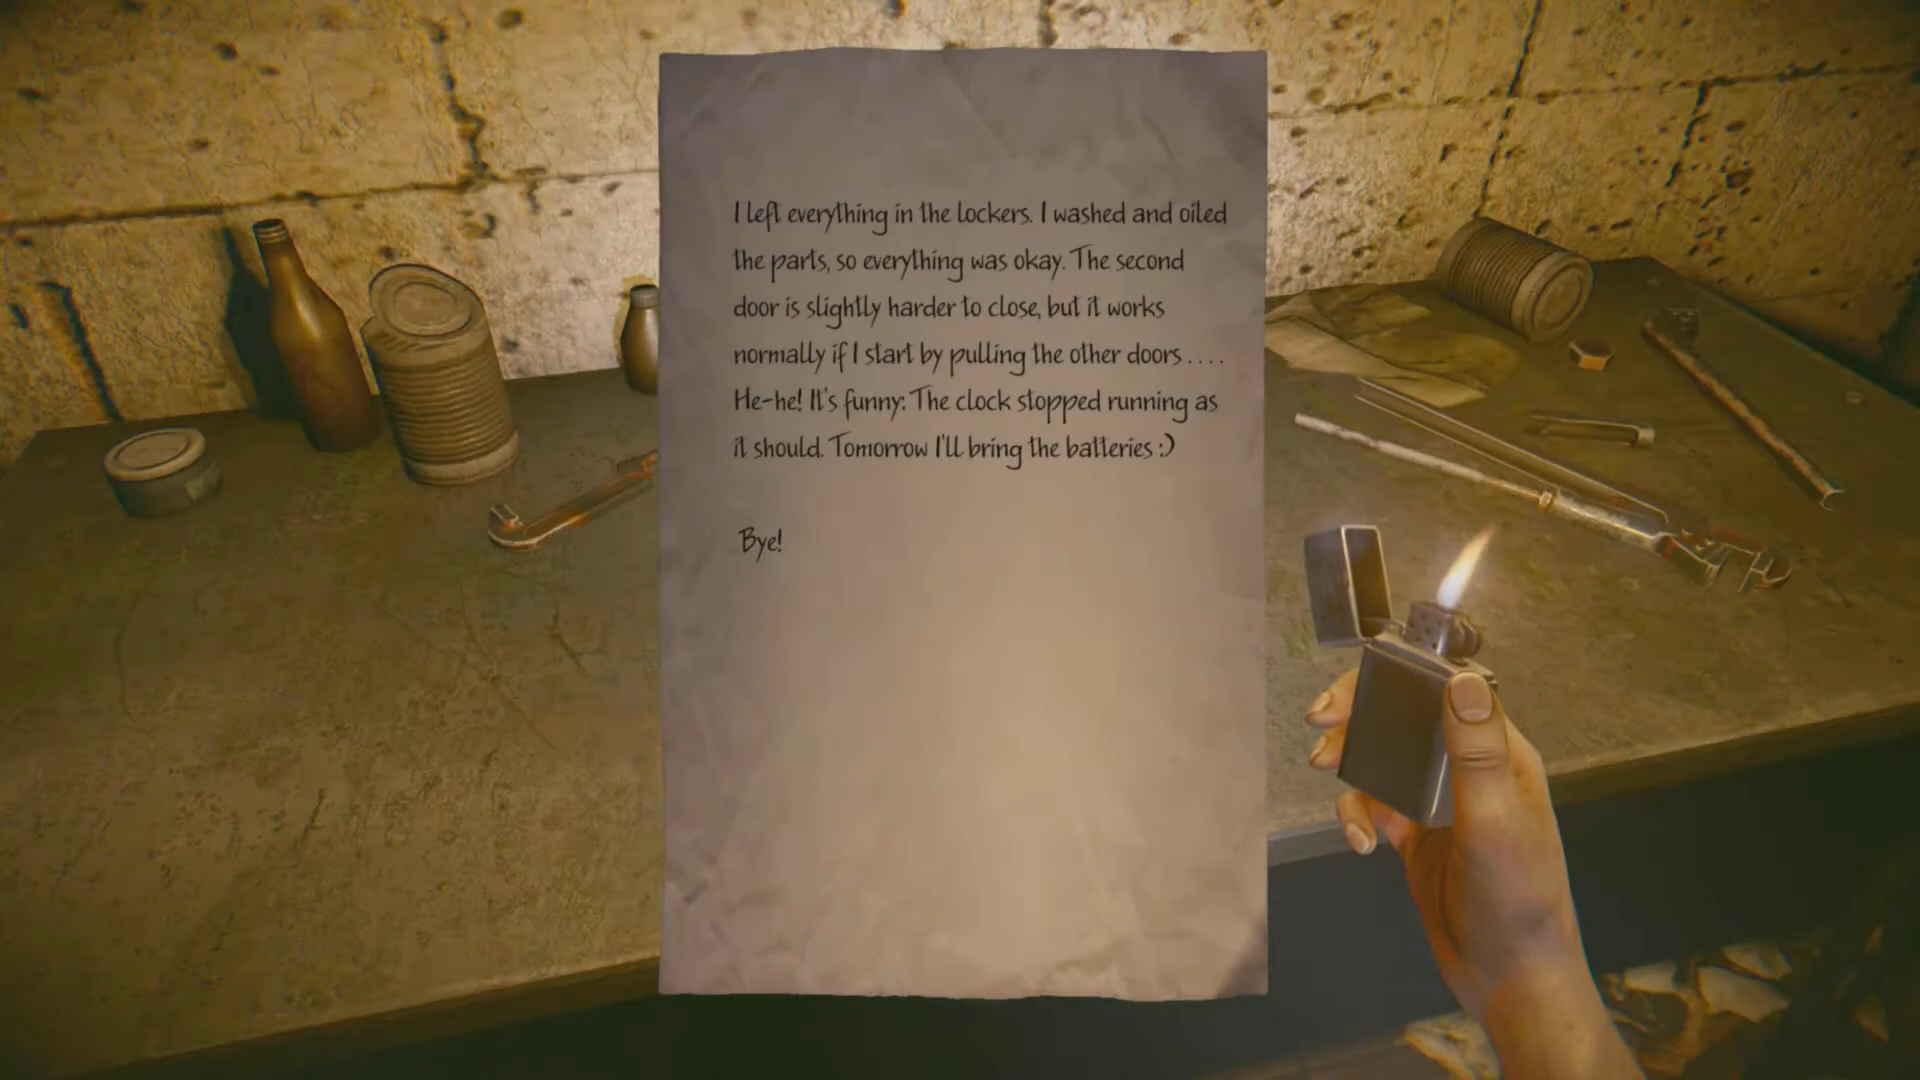 I left everything in the lockers. I washed and oiled
the parts, so everything was okay. The second
door is slightly harder to close, but it works
normally if I start by pulling the other doors . . . .
He-he! It's funny: The clock stopped running as
it should. Tomorrow I'll bring the batteries :)
Bye!